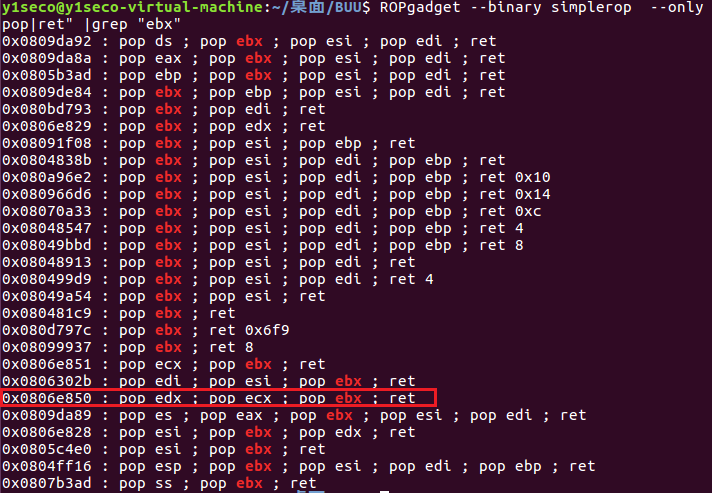 y1seco@y1seco-virtual-machine:~/桌面/BUU$ ROPgadget --binary simplerop  --only
pop|ret" |grep "ebx"
0x0809da92 : pop ds ; pop ebx ; pop esi ; pop edi ; ret
0x0809da8a : pop eax ; pop ebx ; pop esi ; pop edi ; ret
0x0805b3ad : pop ebp ; pop ebx ; pop esi ; pop edi ; ret
0x0809de84 : pop ebx ; pop ebp ; pop esi ; pop edi ; ret
0x080bd793 : pop ebx ; pop edi ; ret
0x0806e829 : pop ebx ; pop edx ; ret
0x08091f08 : pop ebx ; pop esi ; pop ebp ; ret
0x0804838b : pop ebx ; pop esi ; pop edi ; pop ebp ; ret
0x080a96e2 : pop ebx ; pop esi ; pop edi ; pop ebp ; ret 0x10
0x080966d6 : pop ebx ; pop esi ; pop edi ; pop ebp ; ret 0x14
0x08070a33 : pop ebx ; pop esi ; pop edi ; pop ebp ; ret 0xc
0x08048547 : pop ebx ; pop esi ; pop edi ; pop ebp ; ret 4
0x08049bbd : pop ebx ; pop esi ; pop edi ; pop ebp ; ret 8
0x08048913 : pop ebx ; pop esi ; pop edi ; ret
0x080499d9 : pop ebx ; pop esi ; pop edi ; ret 4
0x08049a54 : pop ebx ; pop esi ; ret
0x080481c9 : pop ebx ; ret
0x080d797c : pop ebx ; ret 0x6f9
0x08099937 : pop ebx ; ret 8
0x0806e851 : pop ecx ; pop ebx ; ret
0x0806302b : pop edi ; pop esi ; pop ebx ; ret
0x0806e850 : pop edx ; pop ecx ; pop ebx ; ret
0x0809da89 : pop es ; pop eax ; pop ebx ; pop esi ; pop edi ; ret
0x0806e828 : pop esi ; pop ebx ; pop edx ; ret
0x0805c4e0 : pop esi ; pop ebx ; ret
0x0804ff16 : pop esp ; pop ebx ; pop esi ; pop edi ; pop ebp ; ret
0x0807b3ad : pop ss ; pop ebx ; ret